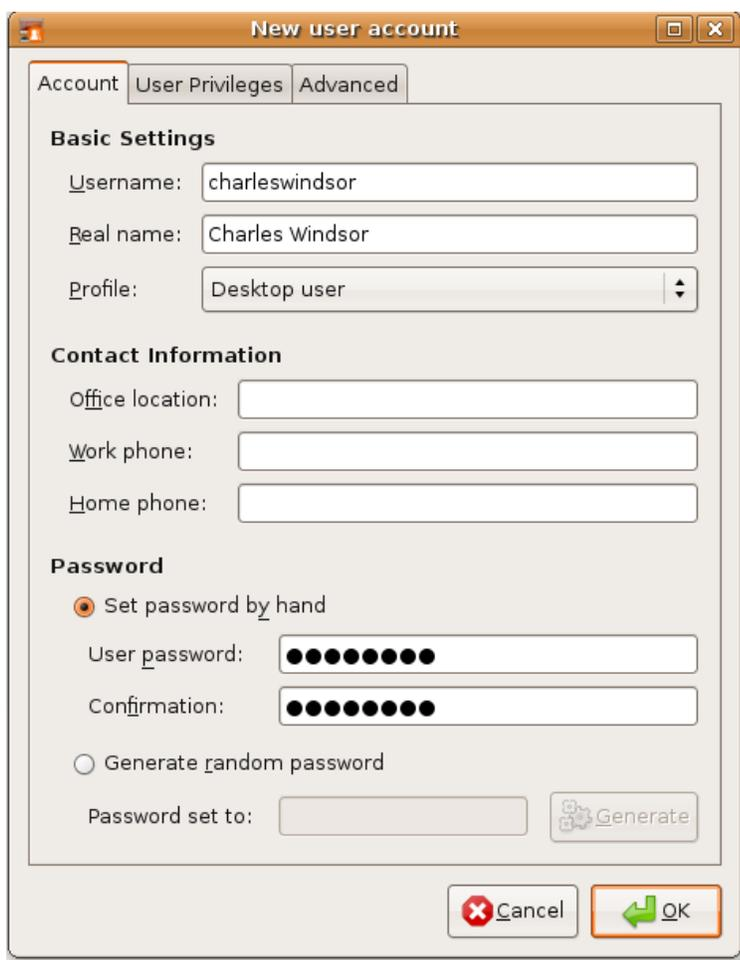 New user account
Account User Privileges Advanced
Basic Settings
Username: charleswindsor
Real name: Charles Windsor
Profile: Desktop user
Contact Information
Office location:
Work phone:
Home phone:
Password
Set password by hand
User password: ●●●●●●●●
Confirmation: ●●●●●●●●
Generate random password
Password set to: Generate
Cancel OK